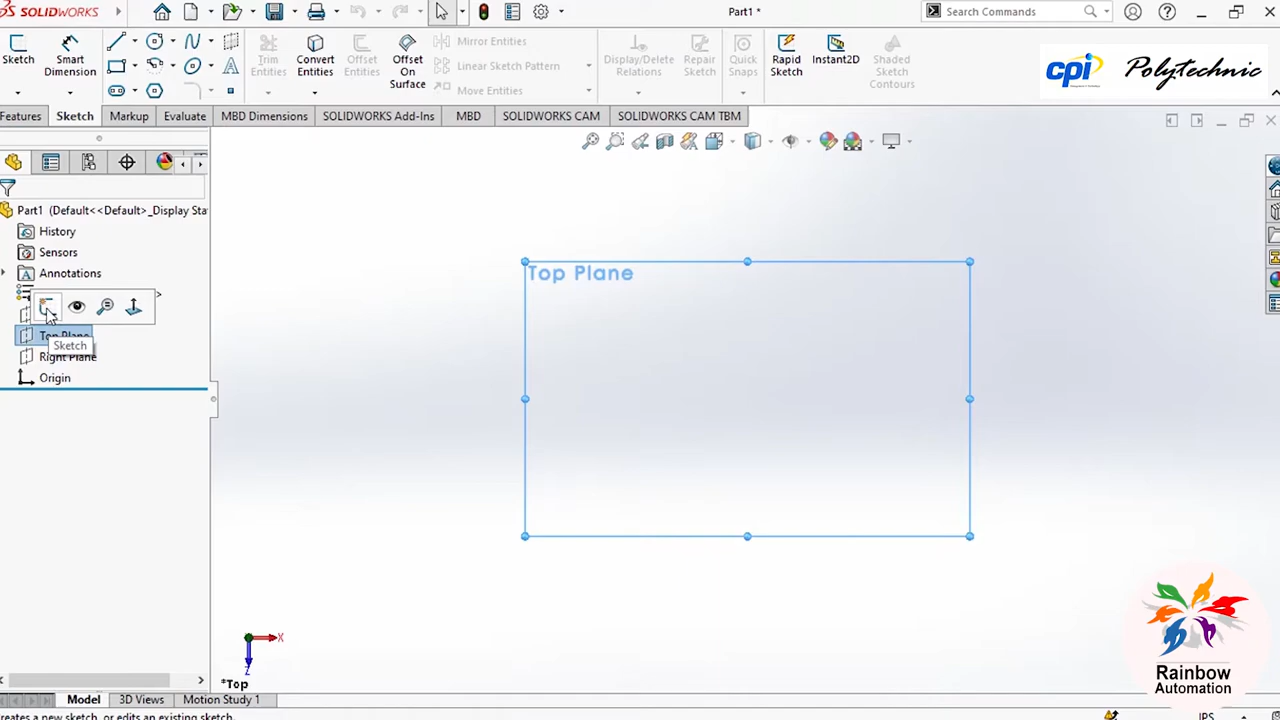 SOLIDWORKS
Part1 *
Search Commands
Sketch
Smart Dimension
Trim Entities
Convert Entities
Offset Entities
Offset On Surface
Mirror Entities
Linear Sketch Pattern
Move Entities
Display/Delete Relations
Repair Sketch
Quick Snaps
Rapid Sketch
Instant2D
Shaded Sketch Contours
cpi Polytechnic
Features
Sketch
Markup
Evaluate
MBD Dimensions
SOLIDWORKS Add-Ins
MBD
SOLIDWORKS CAM
SOLIDWORKS CAM TBM
Part1 (Default<<Default>_Display Sta
History
Sensors
Annotations
Top Plane
Sketch
Right Plane
Origin
Top Plane
X
Z
*Top
Rainbow
Automation
Model
3D Views
Motion Study 1
reates a new sketch, or edits an existing sketch.
IPS